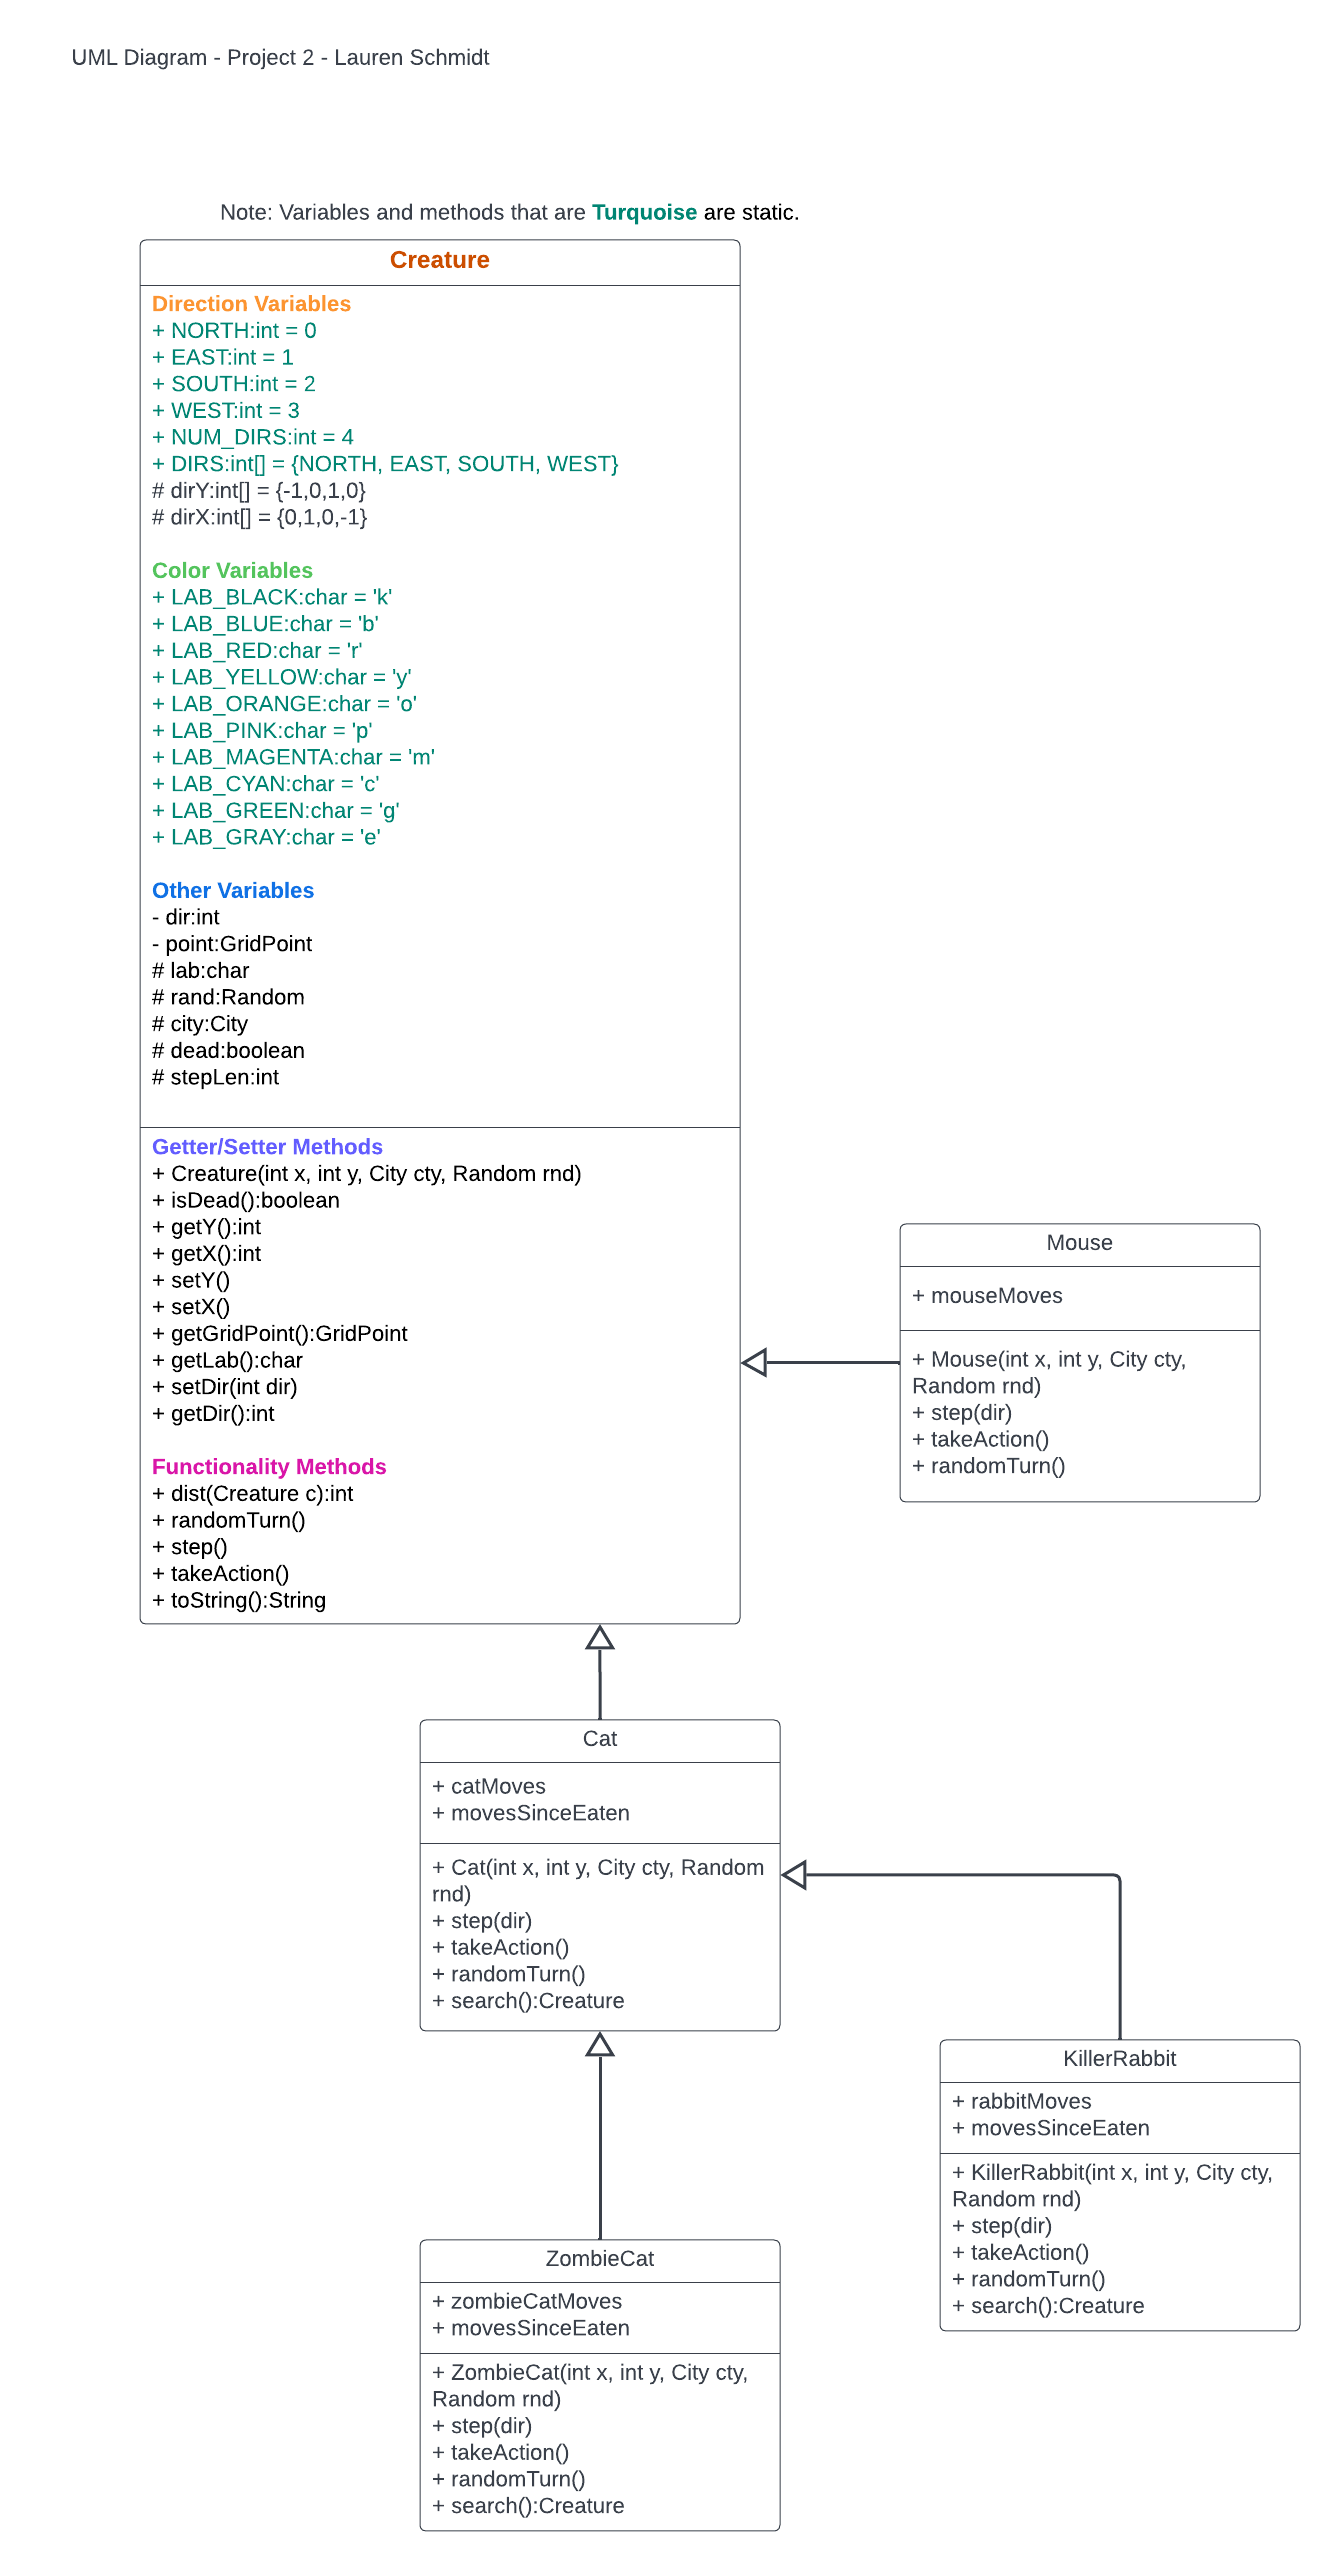 UML Diagram - Project 2 - Lauren Schmidt
Note: Variables and methods that are Turquoise are static.
Creature
Direction Variables
+ NORTH:int = 0
+ EAST:int = 1
+ SOUTH:int = 2
+ WEST:int = 3
+ NUM_DIRS:int = 4
+ DIRS:int[] = {NORTH, EAST, SOUTH, WEST}
# dirY:int[] = {-1,0,1,0}
# dirX:int[] = {0,1,0,-1}
Color Variables
+ LAB_BLACK:char = 'k'
+ LAB_BLUE:char = 'b'
+ LAB_RED:char = 'r'
+ LAB_YELLOW:char = 'y'
+ LAB_ORANGE:char = 'o'
+ LAB_PINK:char = 'p'
+ LAB_MAGENTA:char = 'm'
+ LAB_CYAN:char = 'c'
+ LAB_GREEN:char = 'g'
+ LAB_GRAY:char = 'e'
Other Variables
- dir:int
- point:GridPoint
# lab:char
# rand:Random
# city:City
# dead:boolean
# stepLen:int
Getter/Setter Methods
+ Creature(int x, int y, City cty, Random rnd)
+ isDead():boolean
+ getY():int
+ getX():int
+ setY()
+ setX()
+ getGridPoint():GridPoint
+ getLab():char
+ setDir(int dir)
+ getDir():int
Functionality Methods
+ dist(Creature c):int
+ randomTurn()
+ step()
+ takeAction()
+ toString():String
Mouse
+ mouseMoves
+ Mouse(int x, int y, City cty,
Random rnd)
+ step(dir)
+ takeAction()
+ randomTurn()
Cat
+ catMoves
+ movesSinceEaten
+ Cat(int x, int y, City cty, Random
rnd)
+ step(dir)
+ takeAction()
+ randomTurn()
+ search():Creature
KillerRabbit
+ rabbitMoves
+ movesSinceEaten
+ KillerRabbit(int x, int y, City cty,
Random rnd)
+ step(dir)
+ takeAction()
+ randomTurn()
+ search():Creature
ZombieCat
+ zombieCatMoves
+ movesSinceEaten
+ ZombieCat(int x, int y, City cty,
Random rnd)
+ step(dir)
+ takeAction()
+ randomTurn()
+ search():Creature